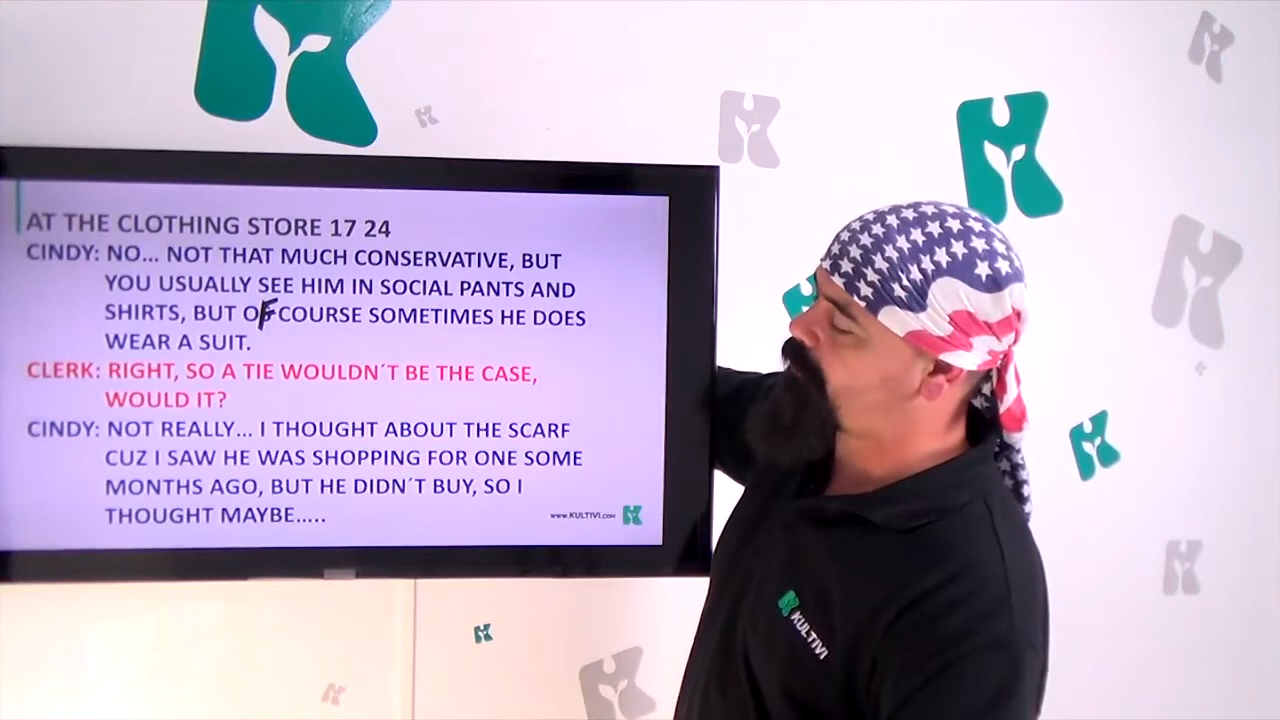 AT THE CLOTHING STORE 17 24
CINDY: NO... NOT THAT MUCH CONSERVATIVE, BUT
YOU USUALLY SEE HIM IN SOCIAL PANTS AND
SHIRTS, BUT OF COURSE SOMETIMES HE DOES
WEAR A SUIT.
CLERK: RIGHT, SO A TIE WOULDN´T BE THE CASE,
WOULD IT?
CINDY: NOT REALLY... I THOUGHT ABOUT THE SCARF
CUZ I SAW HE WAS SHOPPING FOR ONE SOME
MONTHS AGO, BUT HE DIDN´T BUY, SO I
THOUGHT MAYBE.....
www.KULTIVI.com
KULTIVI